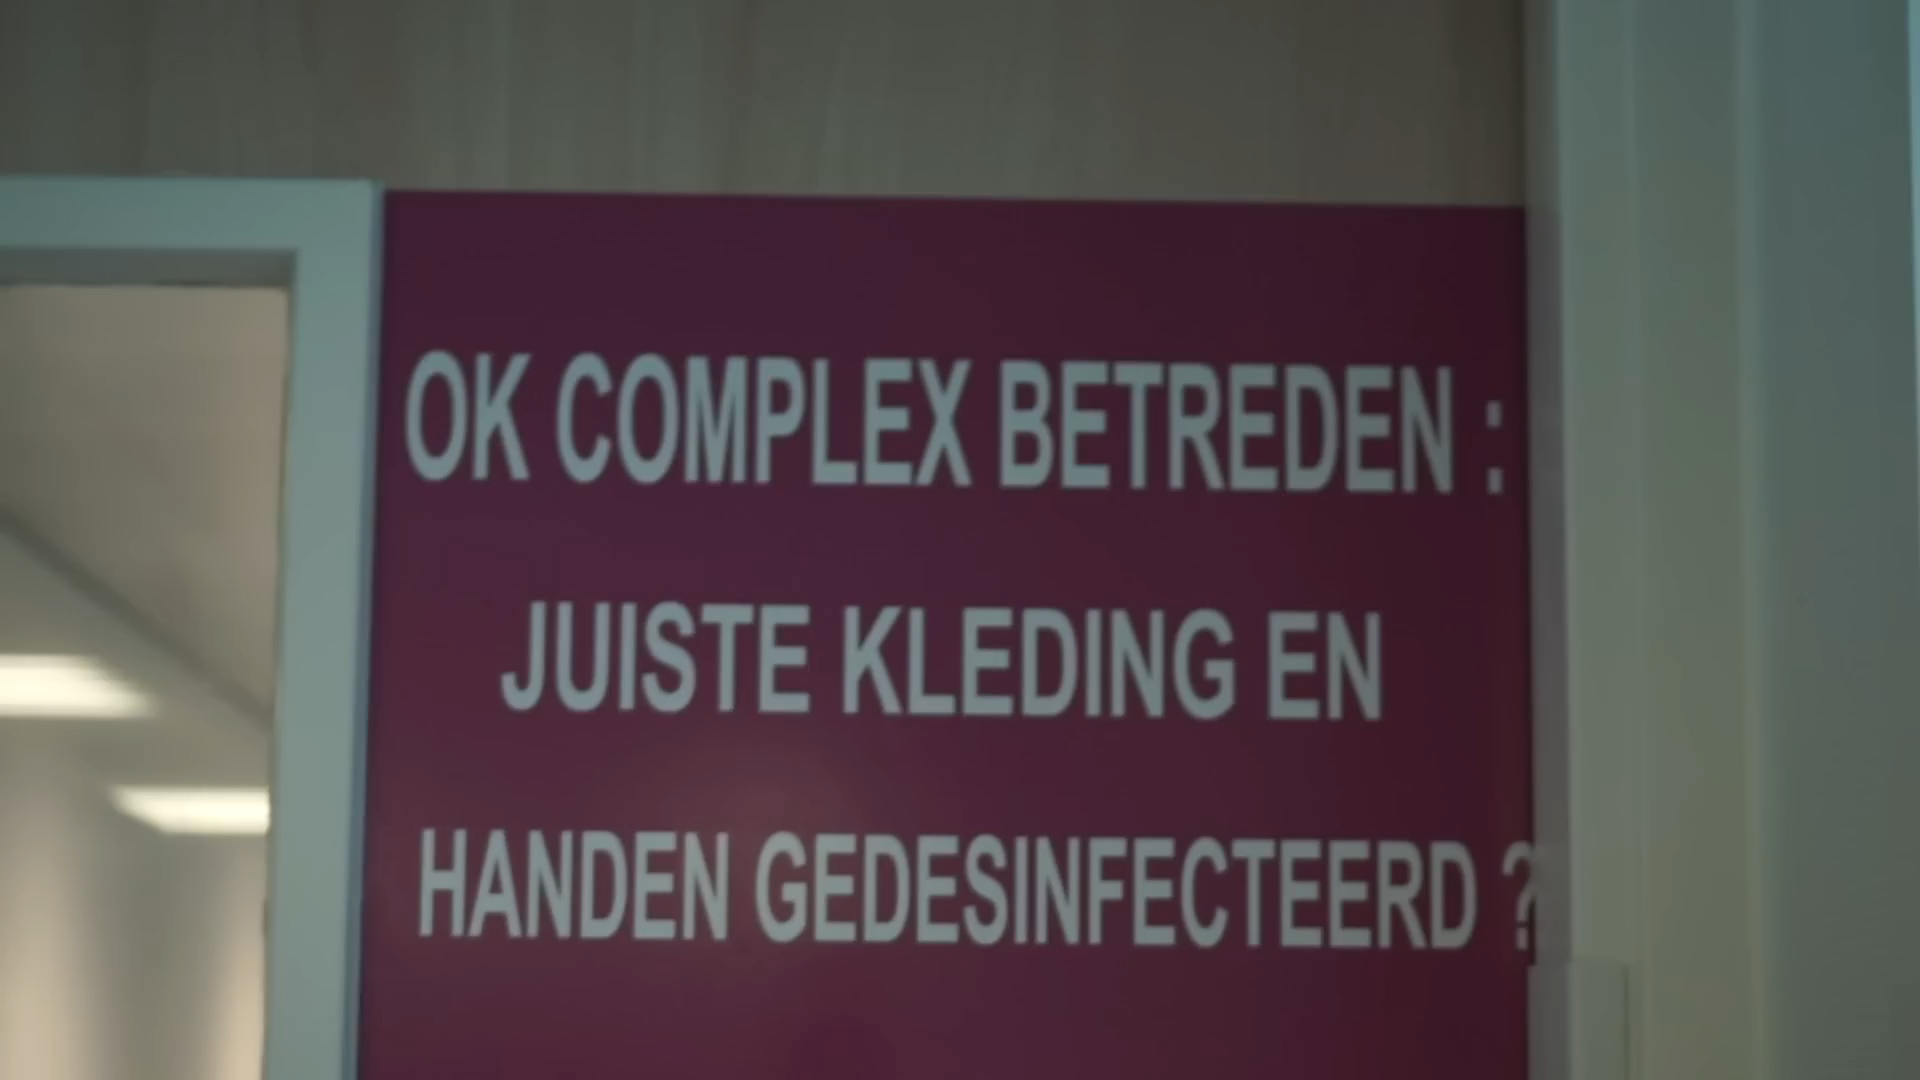 OK COMPLEX BETREDEN :
JUISTE KLEDING EN
HANDEN GEDESINFECTEERD ?